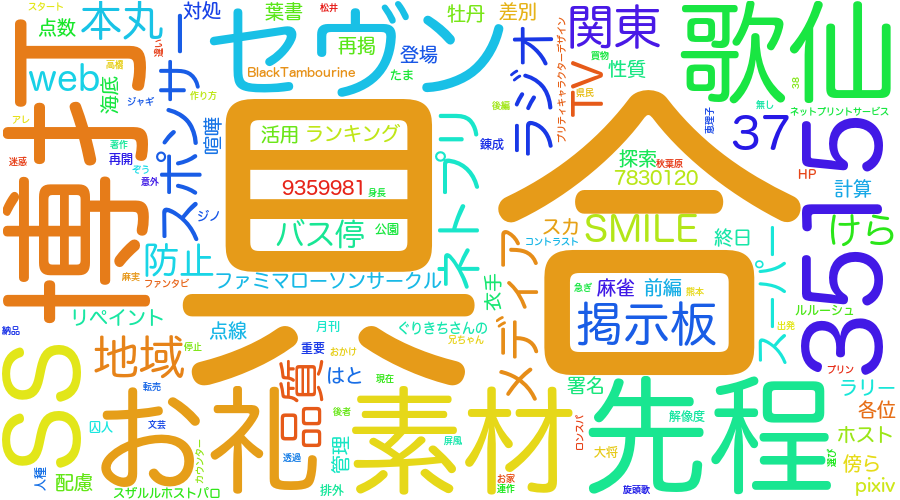 スタート
松井
葉書
対処
点数
本丸
セヴン
牡丹
差別
関東
歌仙
再掲
登場
たま
BlackTambourine
web
高橋
違い
海底
ジャギ
作り方
スポンサー
ラジオ
TV
買物
性質
プリティキャラクターデザイン
県民
38
無し
ネットプリントサービス
恵理子
後編
博打
アレ
著作
再開
喧嘩
活用
ランキング
ネットプリ
錬成
探索
秋葉原
7830120
37
3515
HP
計算
迷惑
ぞう
意外
9359981
身長
ジノ
バス停
公園
スカ
コントラスト
SMILE
終日
けら
防止
麻実
ファンタビ
ファミマローソンサークル
衣手
急ぎ
麻雀
前編
熊本
メディア
スーパー
出発
ルルーシュ
掲示板
具合
納品
リペイント
点線
月刊
ぐりきちさんの
兄ちゃん
SS
地域
停止
重要
おかけ
品質
はと
現在
署名
プリン
ラリー
転売
お礼
素材
先程
解像度
各位
囚人
文芸
後者
屏風
ロンスパ
大将
ホスト
選び
傍ら
人種
配慮
カウンター
透過
管理
排外
お家
連作
旋頭歌
スザルルホストパロ
pixiv